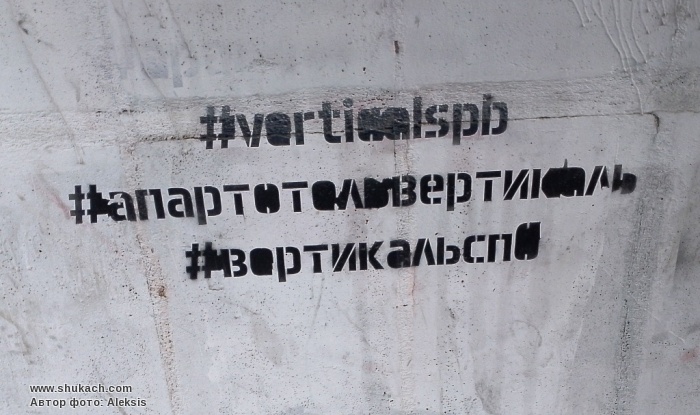 #verticalspb
#апартотельвертикаль
#вертикальспб
www.shukach.com
Автор фото: Aleksis